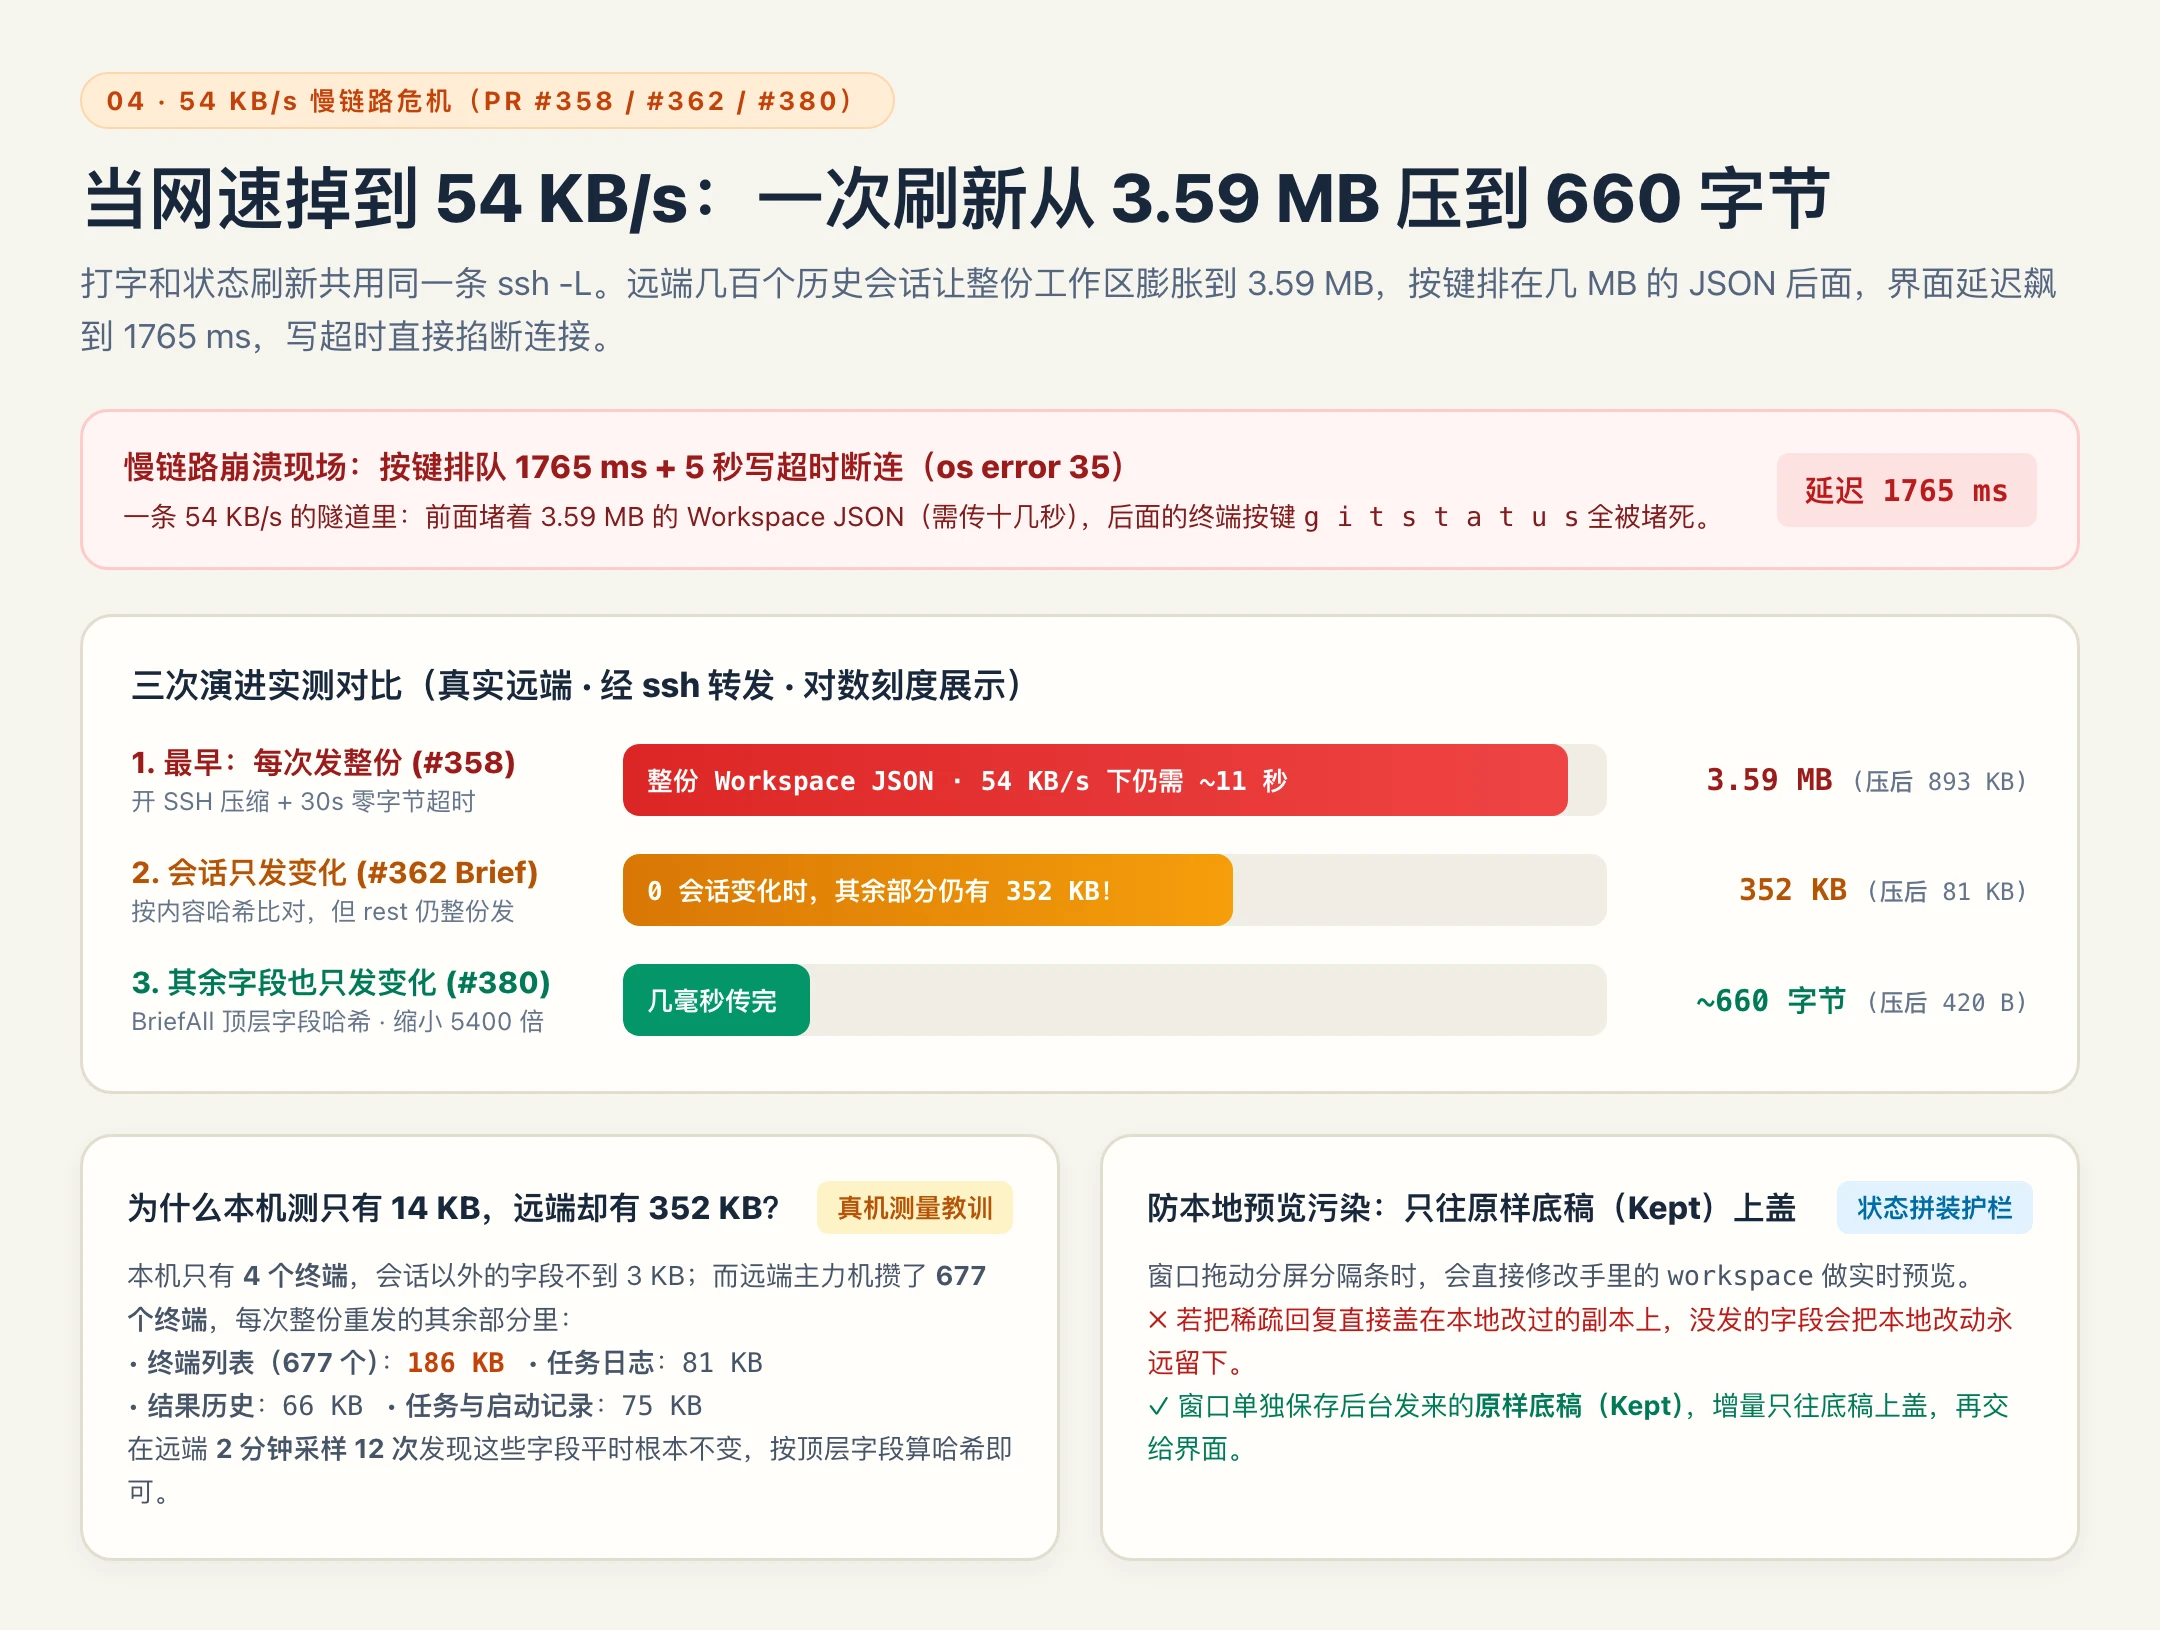 04 · 54 KB/s 慢链路危机（PR #358 / #362 / #380）
当网速掉到 54 KB/s：一次刷新从 3.59 MB 压到 660 字节
打字和状态刷新共用同一条 ssh -L。远端几百个历史会话让整份工作区膨胀到 3.59 MB，按键排在几 MB 的 JSON 后面，界面延迟飙
到 1765 ms，写超时直接掐断连接。
慢链路崩溃现场：按键排队 1765 ms + 5 秒写超时断连（os error 35）
一条 54 KB/s 的隧道里：前面堵着 3.59 MB 的 Workspace JSON（需传十几秒），后面的终端按键 g i t s t a t u s 全被堵死。
延迟 1765 ms
三次演进实测对比（真实远端 · 经 ssh 转发 · 对数刻度展示）
1. 最早：每次发整份 (#358)
开 SSH 压缩 + 30s 零字节超时
整份 Workspace JSON · 54 KB/s 下仍需 ~11 秒
3.59 MB (压后 893 KB)
2. 会话只发变化 (#362 Brief)
按内容哈希比对，但 rest 仍整份发
0 会话变化时，其余部分仍有 352 KB!
352 KB (压后 81 KB)
3. 其余字段也只发变化 (#380)
BriefAll 顶层字段哈希 · 缩小 5400 倍
几毫秒传完
~660 字节 (压后 420 B)
为什么本机测只有 14 KB，远端却有 352 KB？
真机测量教训
本机只有 4 个终端，会话以外的字段不到 3 KB；而远端主力机攒了 677
个终端，每次整份重发的其余部分里：
· 终端列表（677 个）：186 KB · 任务日志：81 KB
· 结果历史：66 KB · 任务与启动记录：75 KB
在远端 2 分钟采样 12 次发现这些字段平时根本不变，按顶层字段算哈希即
可。
防本地预览污染：只往原样底稿（Kept）上盖
状态拼装护栏
窗口拖动分屏分隔条时，会直接修改手里的 workspace 做实时预览。
✕ 若把稀疏回复直接盖在本地改过的副本上，没发的字段会把本地改动永
远留下。
✓ 窗口单独保存后台发来的原样底稿（Kept），增量只往底稿上盖，再交
给界面。